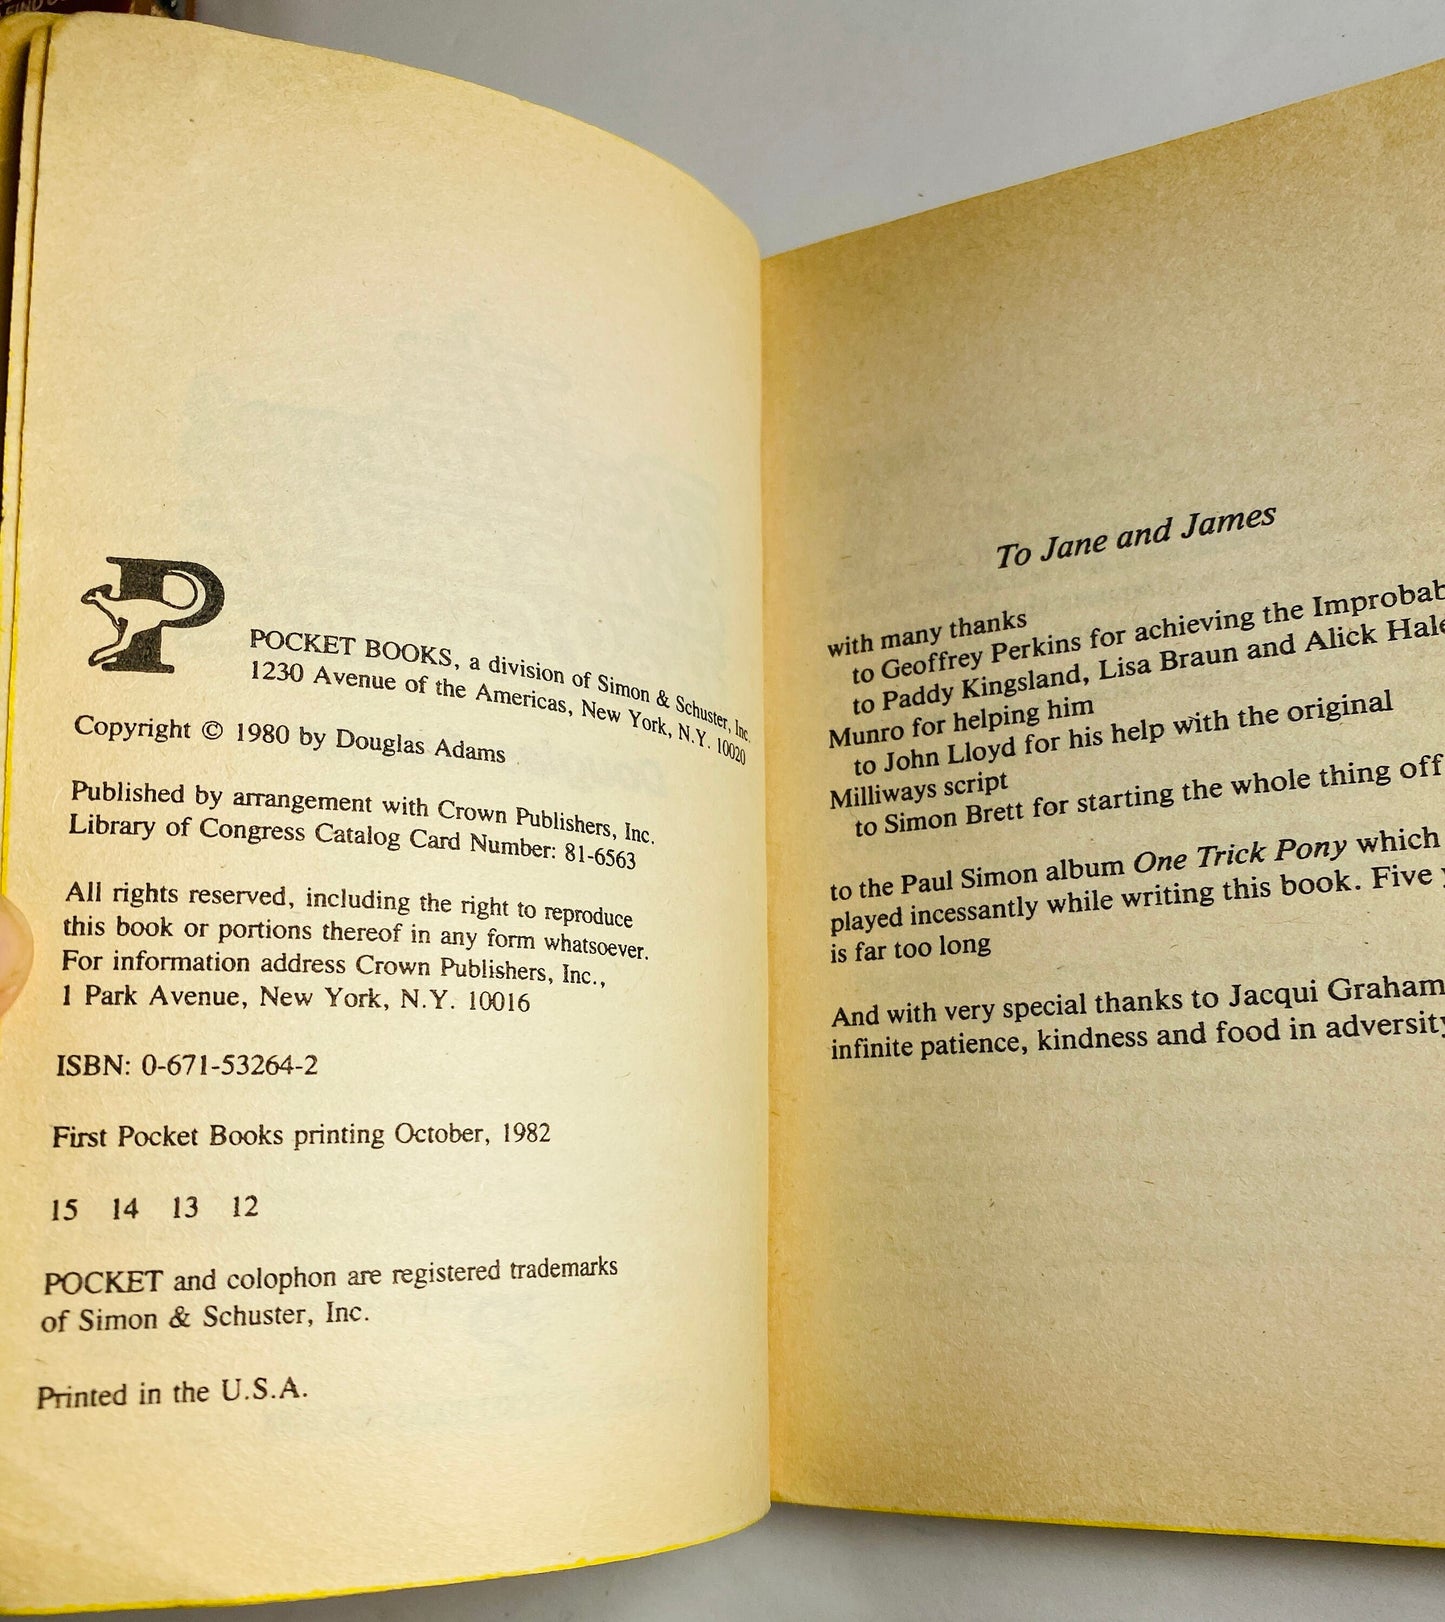 POCKET BOOKS, a division of Simon & Schuster, Inc.
1230 Avenue of the Americas, New York, N.Y. 10020
Copyright © 1980 by Douglas Adams
Published by arrangement with Crown Publishers, Inc.
Library of Congress Catalog Card Number: 81-6563
All rights reserved, including the right to reproduce
this book or portions thereof in any form whatsoever.
For information address Crown Publishers, Inc.,
1 Park Avenue, New York, N.Y. 10016
ISBN: 0-671-53264-2
First Pocket Books printing October, 1982
15 14 13 12
POCKET and colophon are registered trademarks
of Simon & Schuster, Inc.
Printed in the U.S.A.
To Jane and James
with many thanks
to Geoffrey Perkins for achieving the Improbab
to Paddy Kingsland, Lisa Braun and Alick Hale
Munro for helping him
to John Lloyd for his help with the original
Milliways script
to Simon Brett for starting the whole thing off
to the Paul Simon album One Trick Pony which
played incessantly while writing this book. Five
is far too long
And with very special thanks to Jacqui Graham
infinite patience, kindness and food in adversity